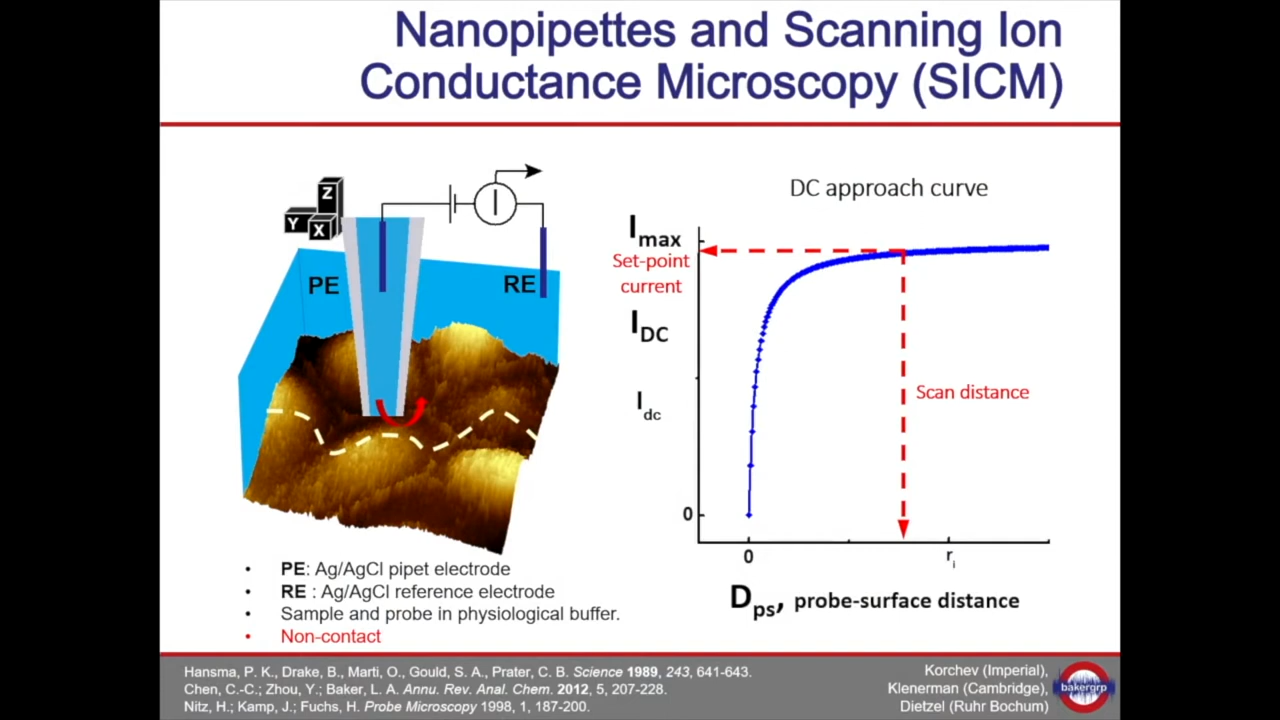 Nanopipettes and Scanning Ion
Conductance Microscopy (SICM)
Z
Y
X
I
PE
RE
DC approach curve
Imax
Set-point
current
IDC
Idc
Scan distance
0
0
ri
Dps, probe-surface distance
• PE: Ag/AgCl pipet electrode
• RE : Ag/AgCl reference electrode
• Sample and probe in physiological buffer.
• Non-contact
Hansma, P. K., Drake, B., Marti, O., Gould, S. A., Prater, C. B. Science 1989, 243, 641-643.
Chen, C.-C.; Zhou, Y.; Baker, L. A. Annu. Rev. Anal. Chem. 2012, 5, 207-228.
Nitz, H.; Kamp, J.; Fuchs, H. Probe Microscopy 1998, 1, 187-200.
Korchev (Imperial),
Klenerman (Cambridge),
Dietzel (Ruhr Bochum)
bakergrp